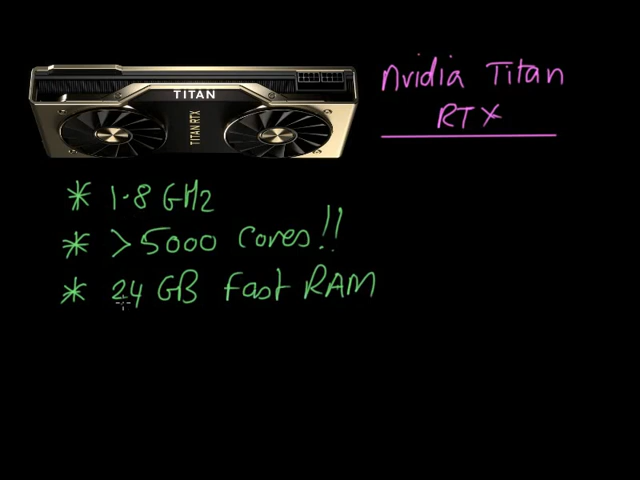 TITAN
TITAN RTX
Nvidia Titan
RTX
* 1.8 GHz
* >5000 cores!!
* 24 GB Fast RAM